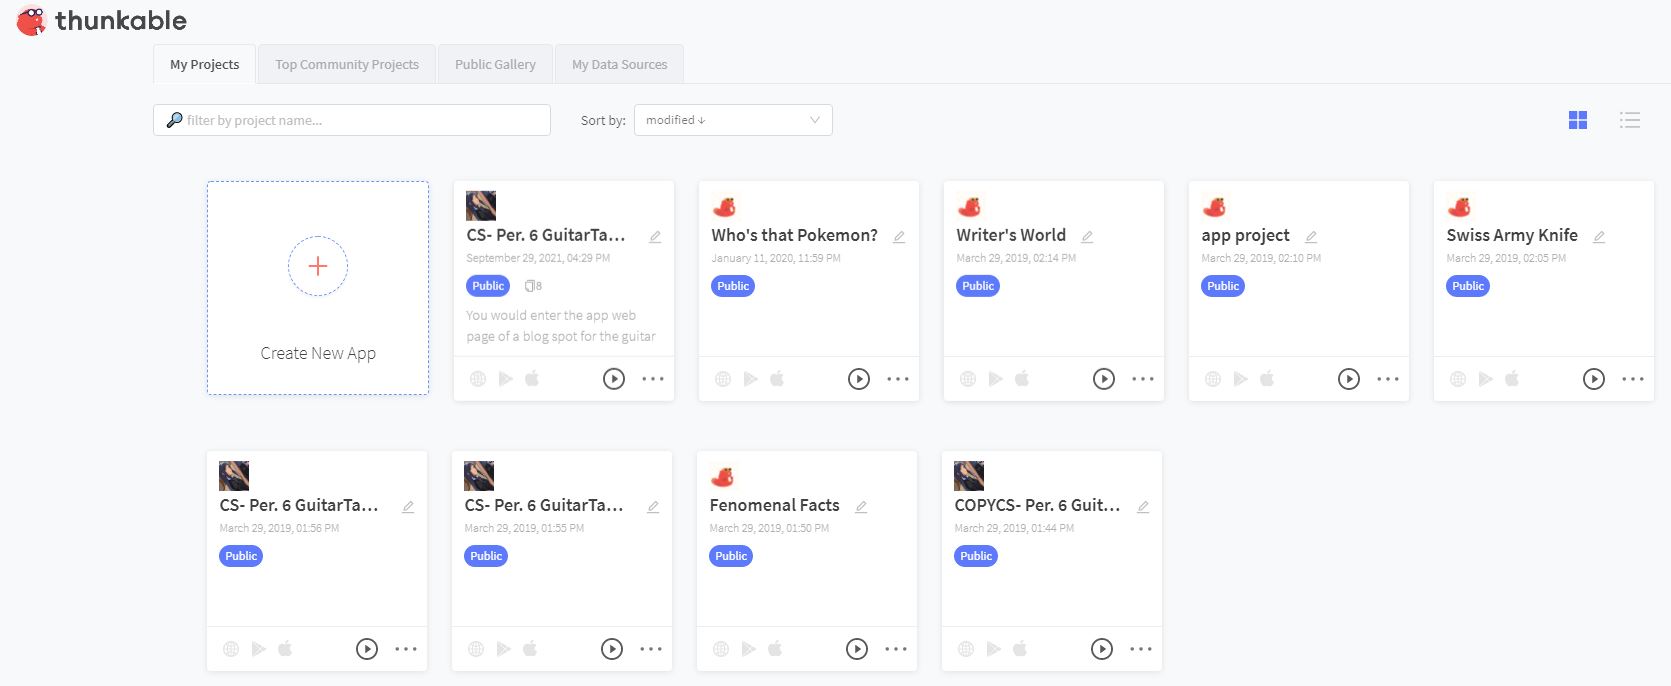 thunkable
My Projects
Top Community Projects
Public Gallery
My Data Sources
filter by project name...
Sort by:
modified ↓
Create New App
CS- Per. 6 GuitarTa...
September 29, 2021, 04:29 PM
Public
8
You would enter the app web
page of a blog spot for the guitar
Who's that Pokemon?
January 11, 2020, 11:59 PM
Public
Writer's World
March 29, 2019, 02:14 PM
Public
app project
March 29, 2019, 02:10 PM
Public
Swiss Army Knife
March 29, 2019, 02:05 PM
Public
CS- Per. 6 GuitarTa...
March 29, 2019, 01:56 PM
Public
CS- Per. 6 GuitarTa...
March 29, 2019, 01:55 PM
Public
Fenomenal Facts
March 29, 2019, 01:50 PM
Public
COPYCS- Per. 6 Guit...
March 29, 2019, 01:44 PM
Public